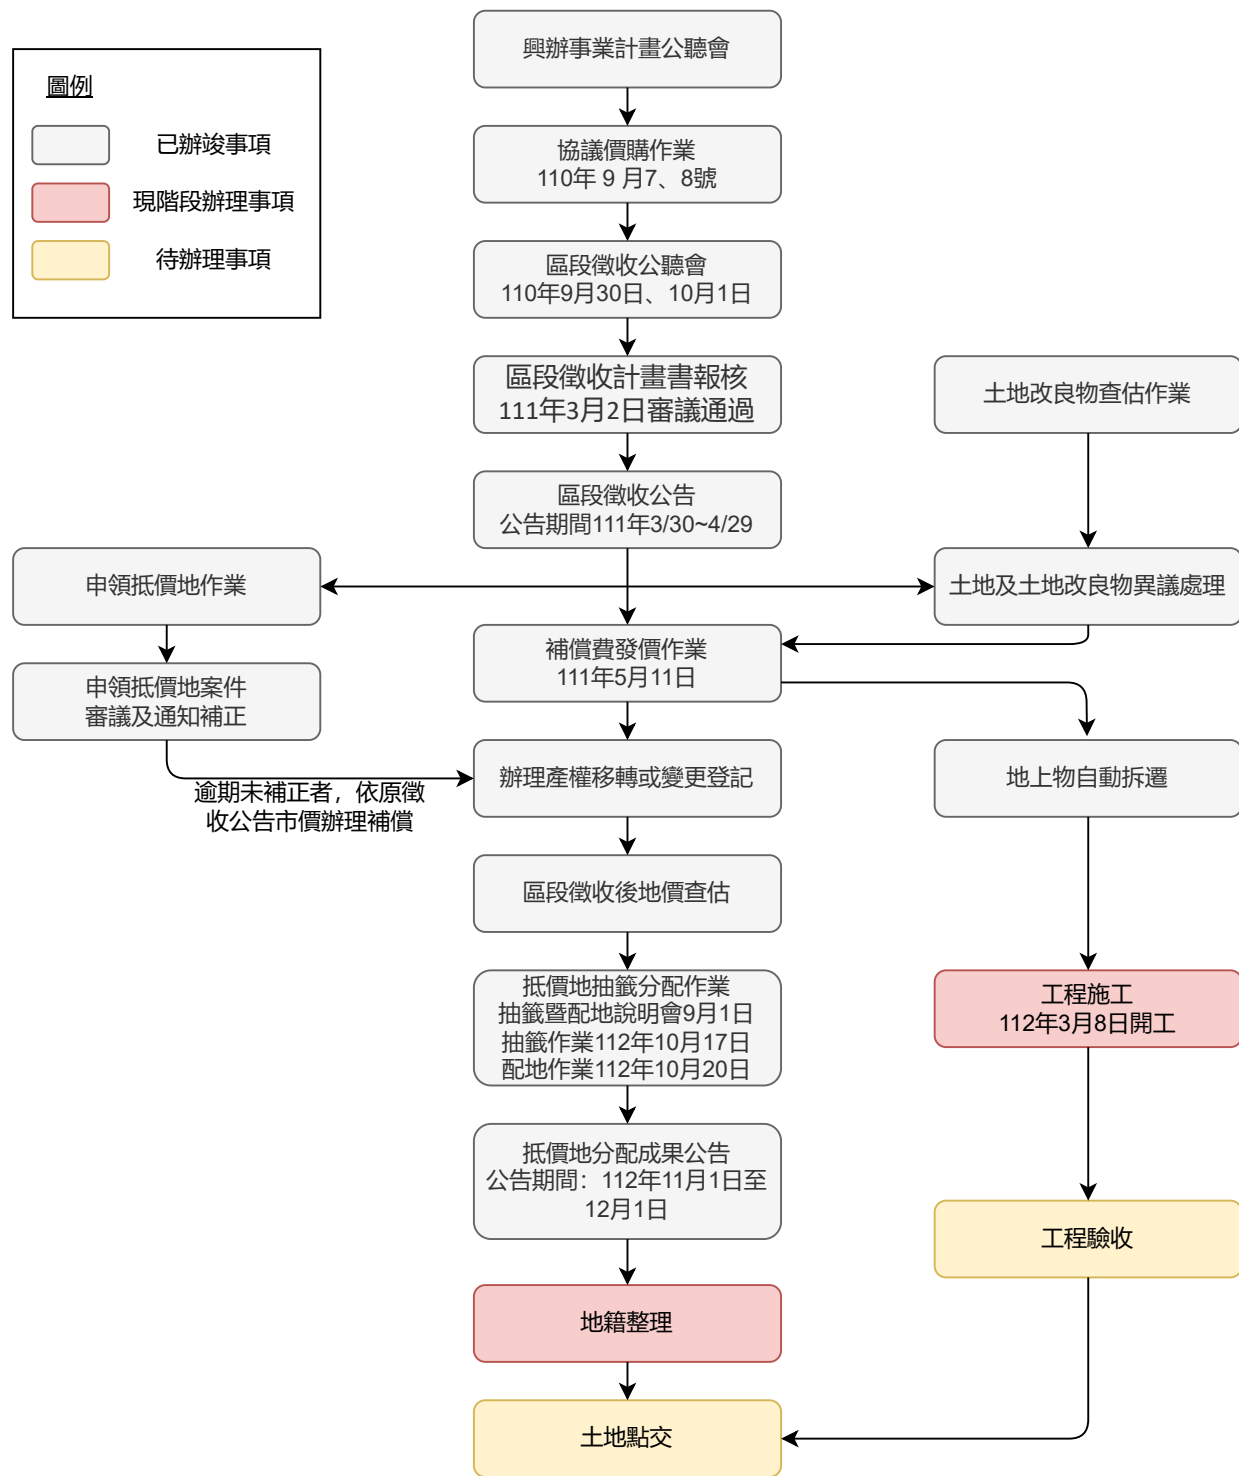 圖例
已辦竣事項
現階段辦理事項
待辦理事項
興辦事業計畫公聽會
協議價購作業
110年 9 月7、8號
區段徵收公聽會
110年9月30日、10月1日
區段徵收計畫書報核
111年3月2日審議通過
土地改良物查估作業
區段徵收公告
公告期間111年3/30~4/29
申領抵價地作業
土地及土地改良物異議處理
補償費發價作業
111年5月11日
申領抵價地案件
審議及通知補正
逾期未補正者，依原徵
收公告市價辦理補償
辦理產權移轉或變更登記
地上物自動拆遷
區段徵收後地價查估
抵價地抽籤分配作業
抽籤暨配地說明會9月1日
抽籤作業112年10月17日
配地作業112年10月20日
工程施工
112年3月8日開工
抵價地分配成果公告
公告期間：112年11月1日至
12月1日
工程驗收
地籍整理
土地點交